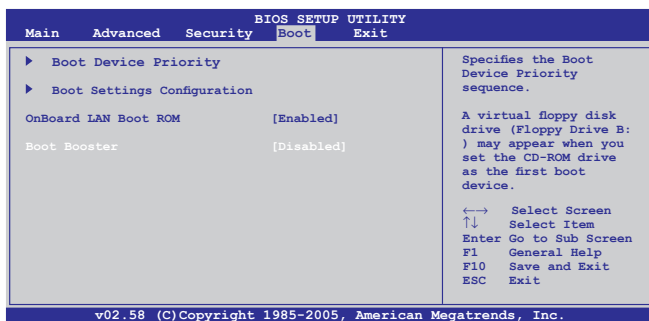 BIOS SETUP UTILITY
Main Advanced Security Boot Exit
Boot Device Priority
Boot Settings Configuration
OnBoard LAN Boot ROM [Enabled]
Boot Booster [Disabled]
Specifies the Boot
Device Priority
sequence.
A virtual floppy disk
drive (Floppy Drive B:
) may appear when you
set the CD-ROM drive
as the first boot
device.
←→ Select Screen
↑↓ Select Item
Enter Go to Sub Screen
F1 General Help
F10 Save and Exit
ESC Exit
v02.58 (C)Copyright 1985-2005, American Megatrends, Inc.